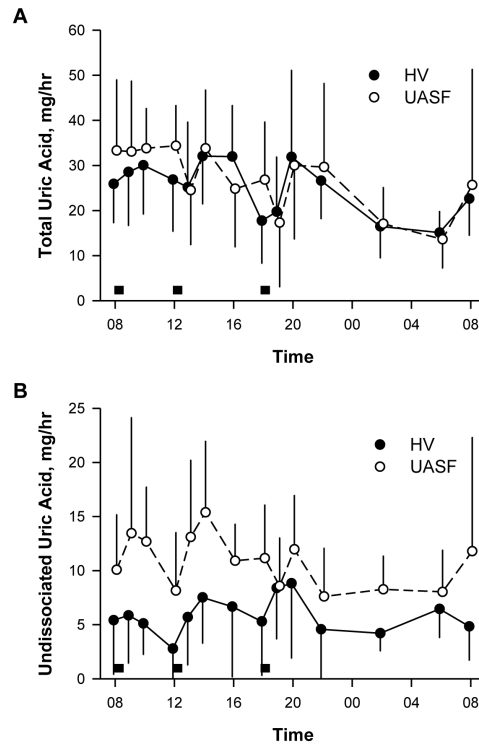 A
60
50
40
30
20
10
0
Total Uric Acid, mg/hr
HV
UASF
08 12 16 20 00 04 08
Time
B
25
20
15
10
5
0
Undissociated Uric Acid, mg/hr
HV
UASF
08 12 16 20 00 04 08
Time